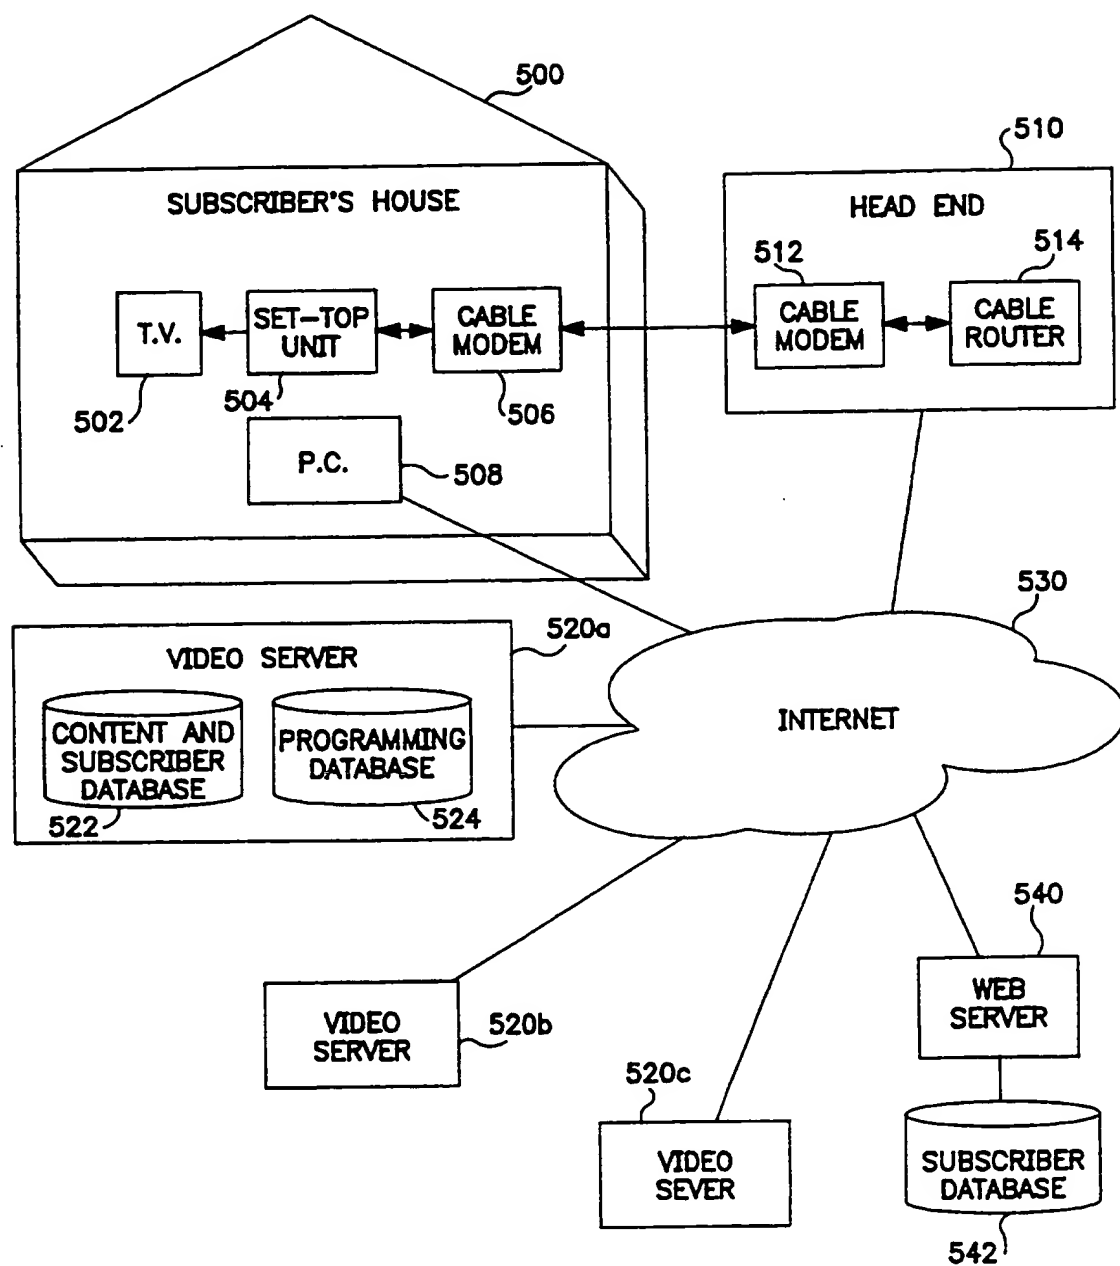 500
SUBSCRIBER'S HOUSE
T.V.
502
SET-TOP
UNIT
504
CABLE
MODEM
506
P.C.
508
510
HEAD END
512
CABLE
MODEM
514
CABLE
ROUTER
520a
VIDEO SERVER
CONTENT AND
SUBSCRIBER
DATABASE
522
PROGRAMMING
DATABASE
524
530
INTERNET
VIDEO
SERVER
520b
520c
VIDEO
SEVER
540
WEB
SERVER
SUBSCRIBER
DATABASE
542